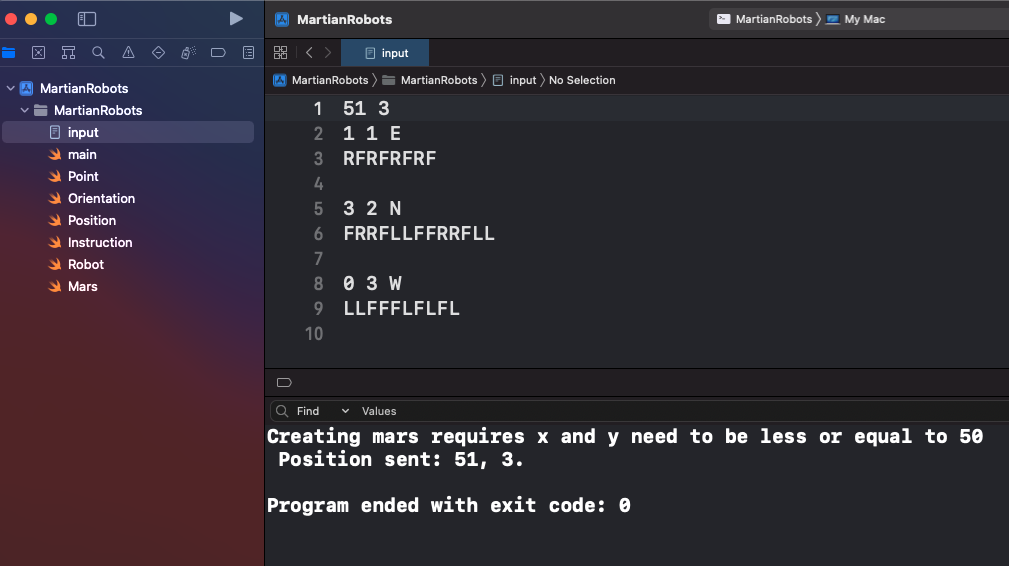 MartianRobots
MartianRobots 〉 My Mac
input
MartianRobots 〉 MartianRobots 〉 input 〉 No Selection
MartianRobots
MartianRobots
input
main
Point
Orientation
Position
Instruction
Robot
Mars
1 51 3
2 1 1 E
3 RFRFRFRF
4
5 3 2 N
6 FRRFLLFFRRFLL
7
8 0 3 W
9 LLFFFLFLFL
10
Find Values
Creating mars requires x and y need to be less or equal to 50
Position sent: 51, 3.
Program ended with exit code: 0